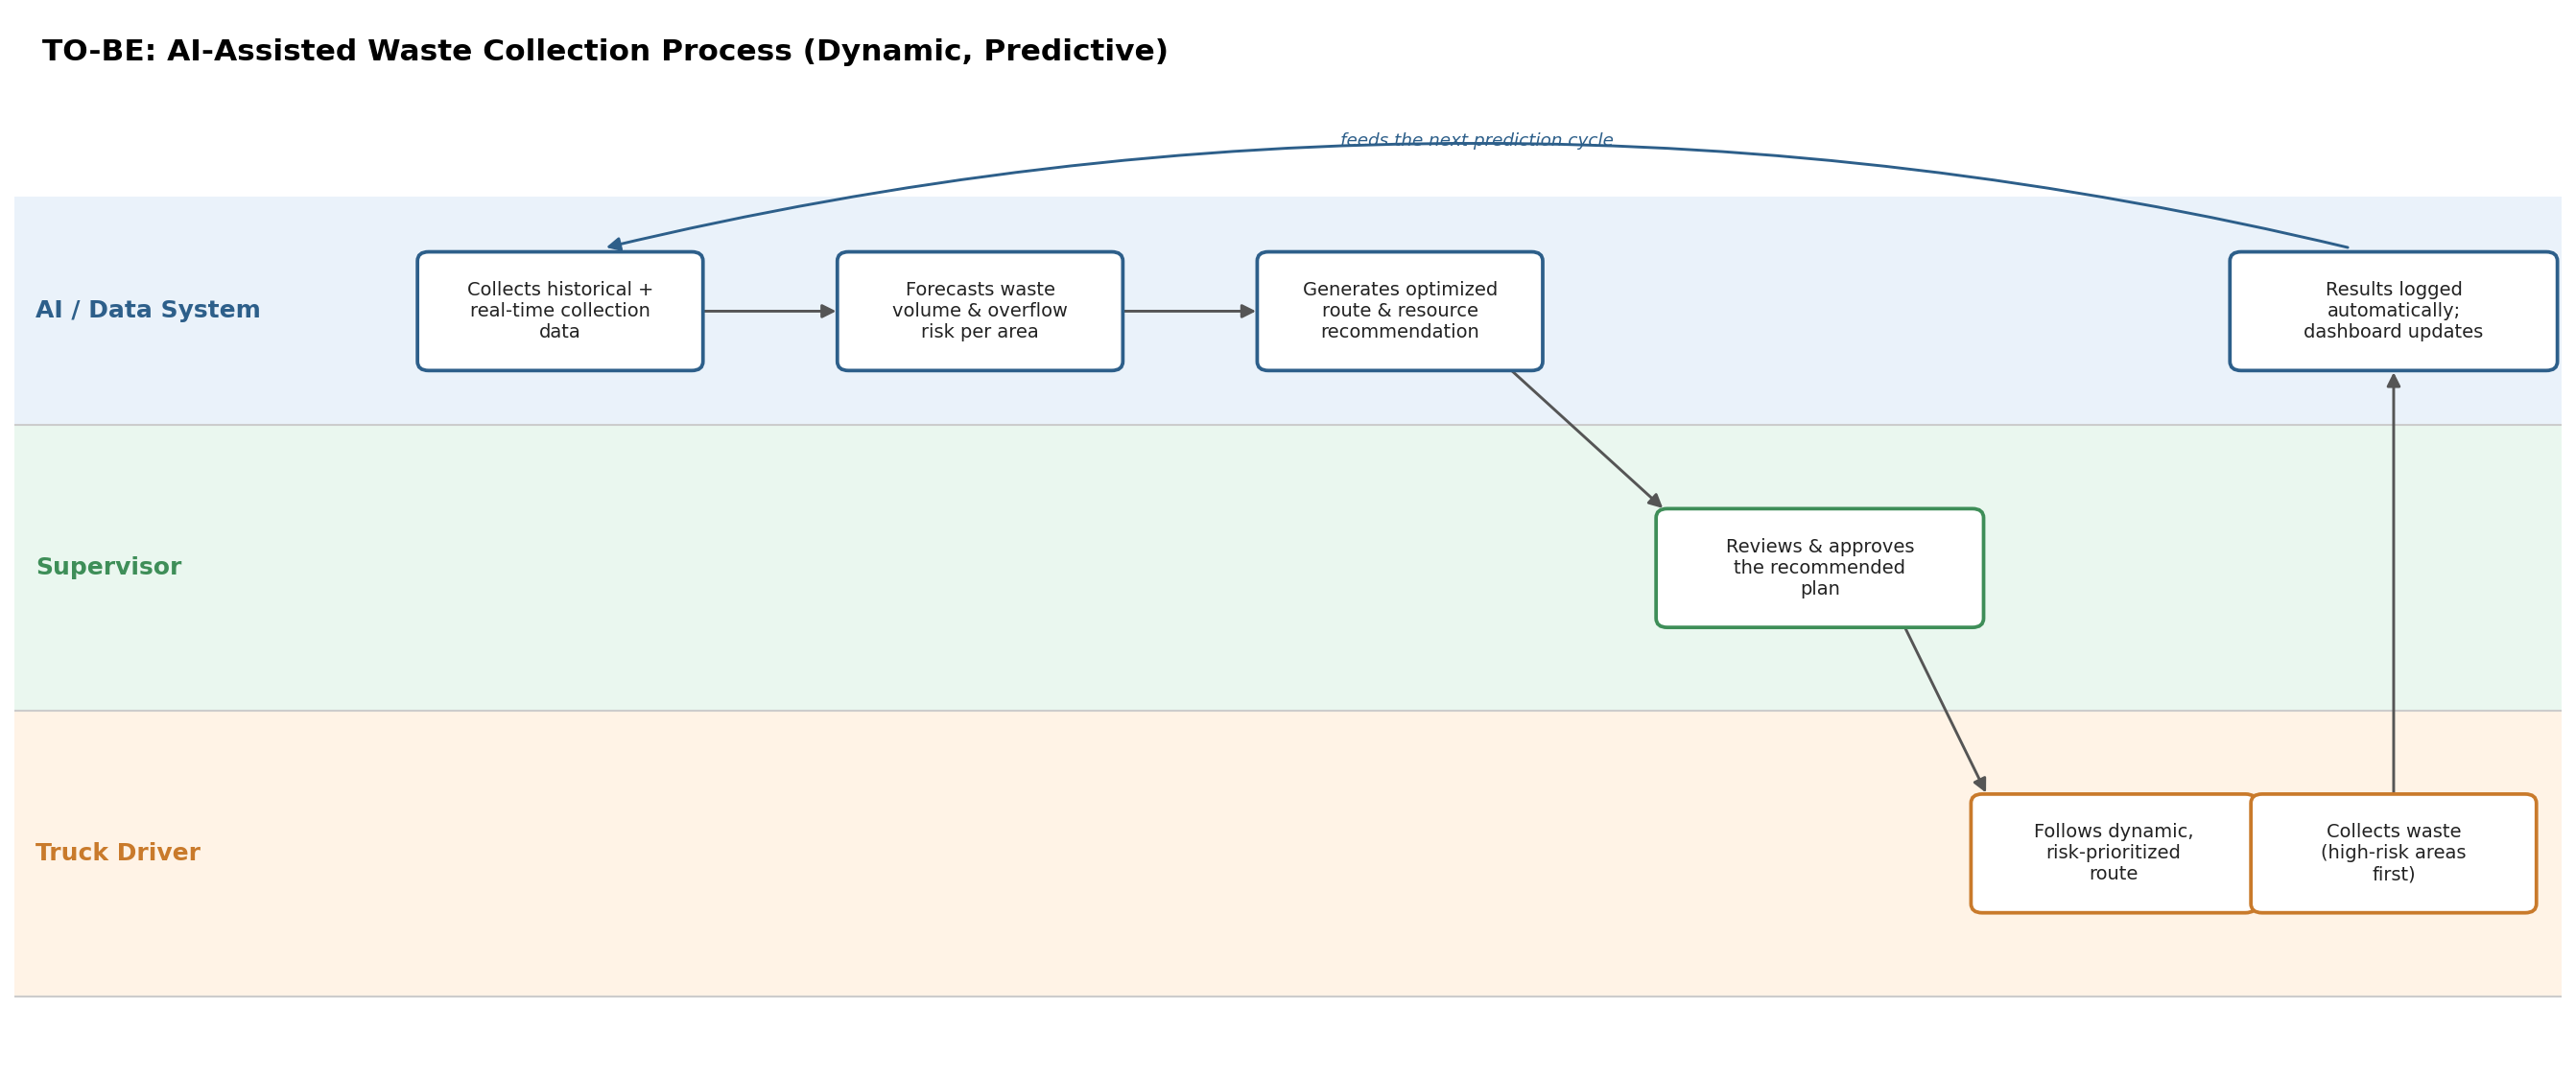 TO-BE: AI-Assisted Waste Collection Process (Dynamic, Predictive)
feeds the next prediction cycle
AI / Data System
Collects historical +
real-time collection
data
Forecasts waste
volume & overflow
risk per area
Generates optimized
route & resource
recommendation
Results logged
automatically;
dashboard updates
Supervisor
Reviews & approves
the recommended
plan
Truck Driver
Follows dynamic,
risk-prioritized
route
Collects waste
(high-risk areas
first)